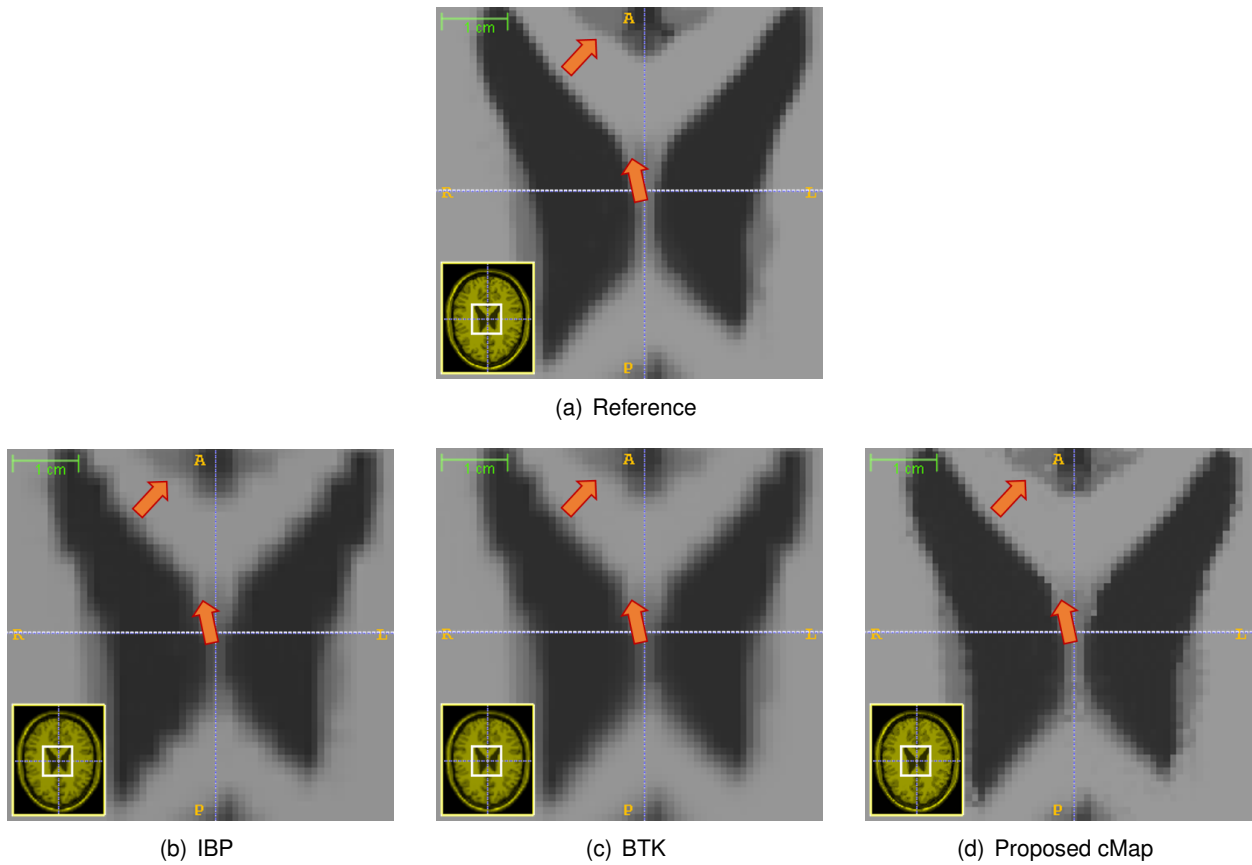 1 cm
A
R L
P
(a) Reference
1 cm
A
R L
P
1 cm
A
R L
P
1 cm
A
R L
P
(b) IBP
(c) BTK
(d) Proposed cMap